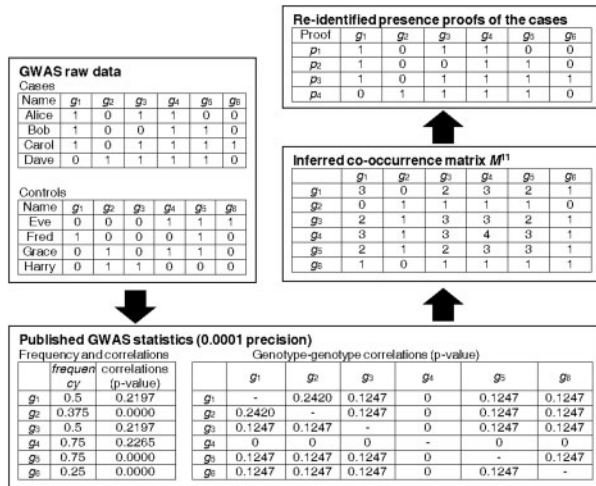 Re-identified presence proofs of the cases
Proof g1 g2 g3 g4 g5 g6
p1 1 0 1 1 0 0
p2 1 0 0 1 1 0
p3 1 0 1 1 1 1
p4 0 1 1 1 1 0
GWAS raw data
Cases
Name g1 g2 g3 g4 g5 g6
Alice 1 0 1 1 0 0
Bob 1 0 0 1 1 0
Carol 1 0 1 1 1 1
Dave 0 1 1 1 1 0
Controls
Name g1 g2 g3 g4 g5 g6
Eve 0 0 0 1 1 1
Fred 1 0 0 0 1 0
Grace 0 1 0 1 1 0
Harry 0 1 1 0 0 0
Inferred co-occurrence matrix M11
g1 g2 g3 g4 g5 g6
g1 3 0 2 3 2 1
g2 0 1 1 1 1 0
g3 2 1 3 3 2 1
g4 3 1 3 4 3 1
g5 2 1 2 3 3 1
g6 1 0 1 1 1 1
Published GWAS statistics (0.0001 precision)
Frequency and correlations
frequen
cy
correlations
(p-value)
g1 0.5 0.2197
g2 0.375 0.0000
g3 0.5 0.2197
g4 0.75 0.2265
g5 0.75 0.0000
g6 0.25 0.0000
Genotype-genotype correlations (p-value)
g1 g2 g3 g4 g5 g6
g1 - 0.2420 0.1247 0 0.1247 0.1247
g2 0.2420 - 0.1247 0 0.1247 0.1247
g3 0.1247 0.1247 - 0 0.1247 0.1247
g4 0 0 0 - 0 0
g5 0.1247 0.1247 0.1247 0 - 0.1247
g6 0.1247 0.1247 0.1247 0 0.1247 -